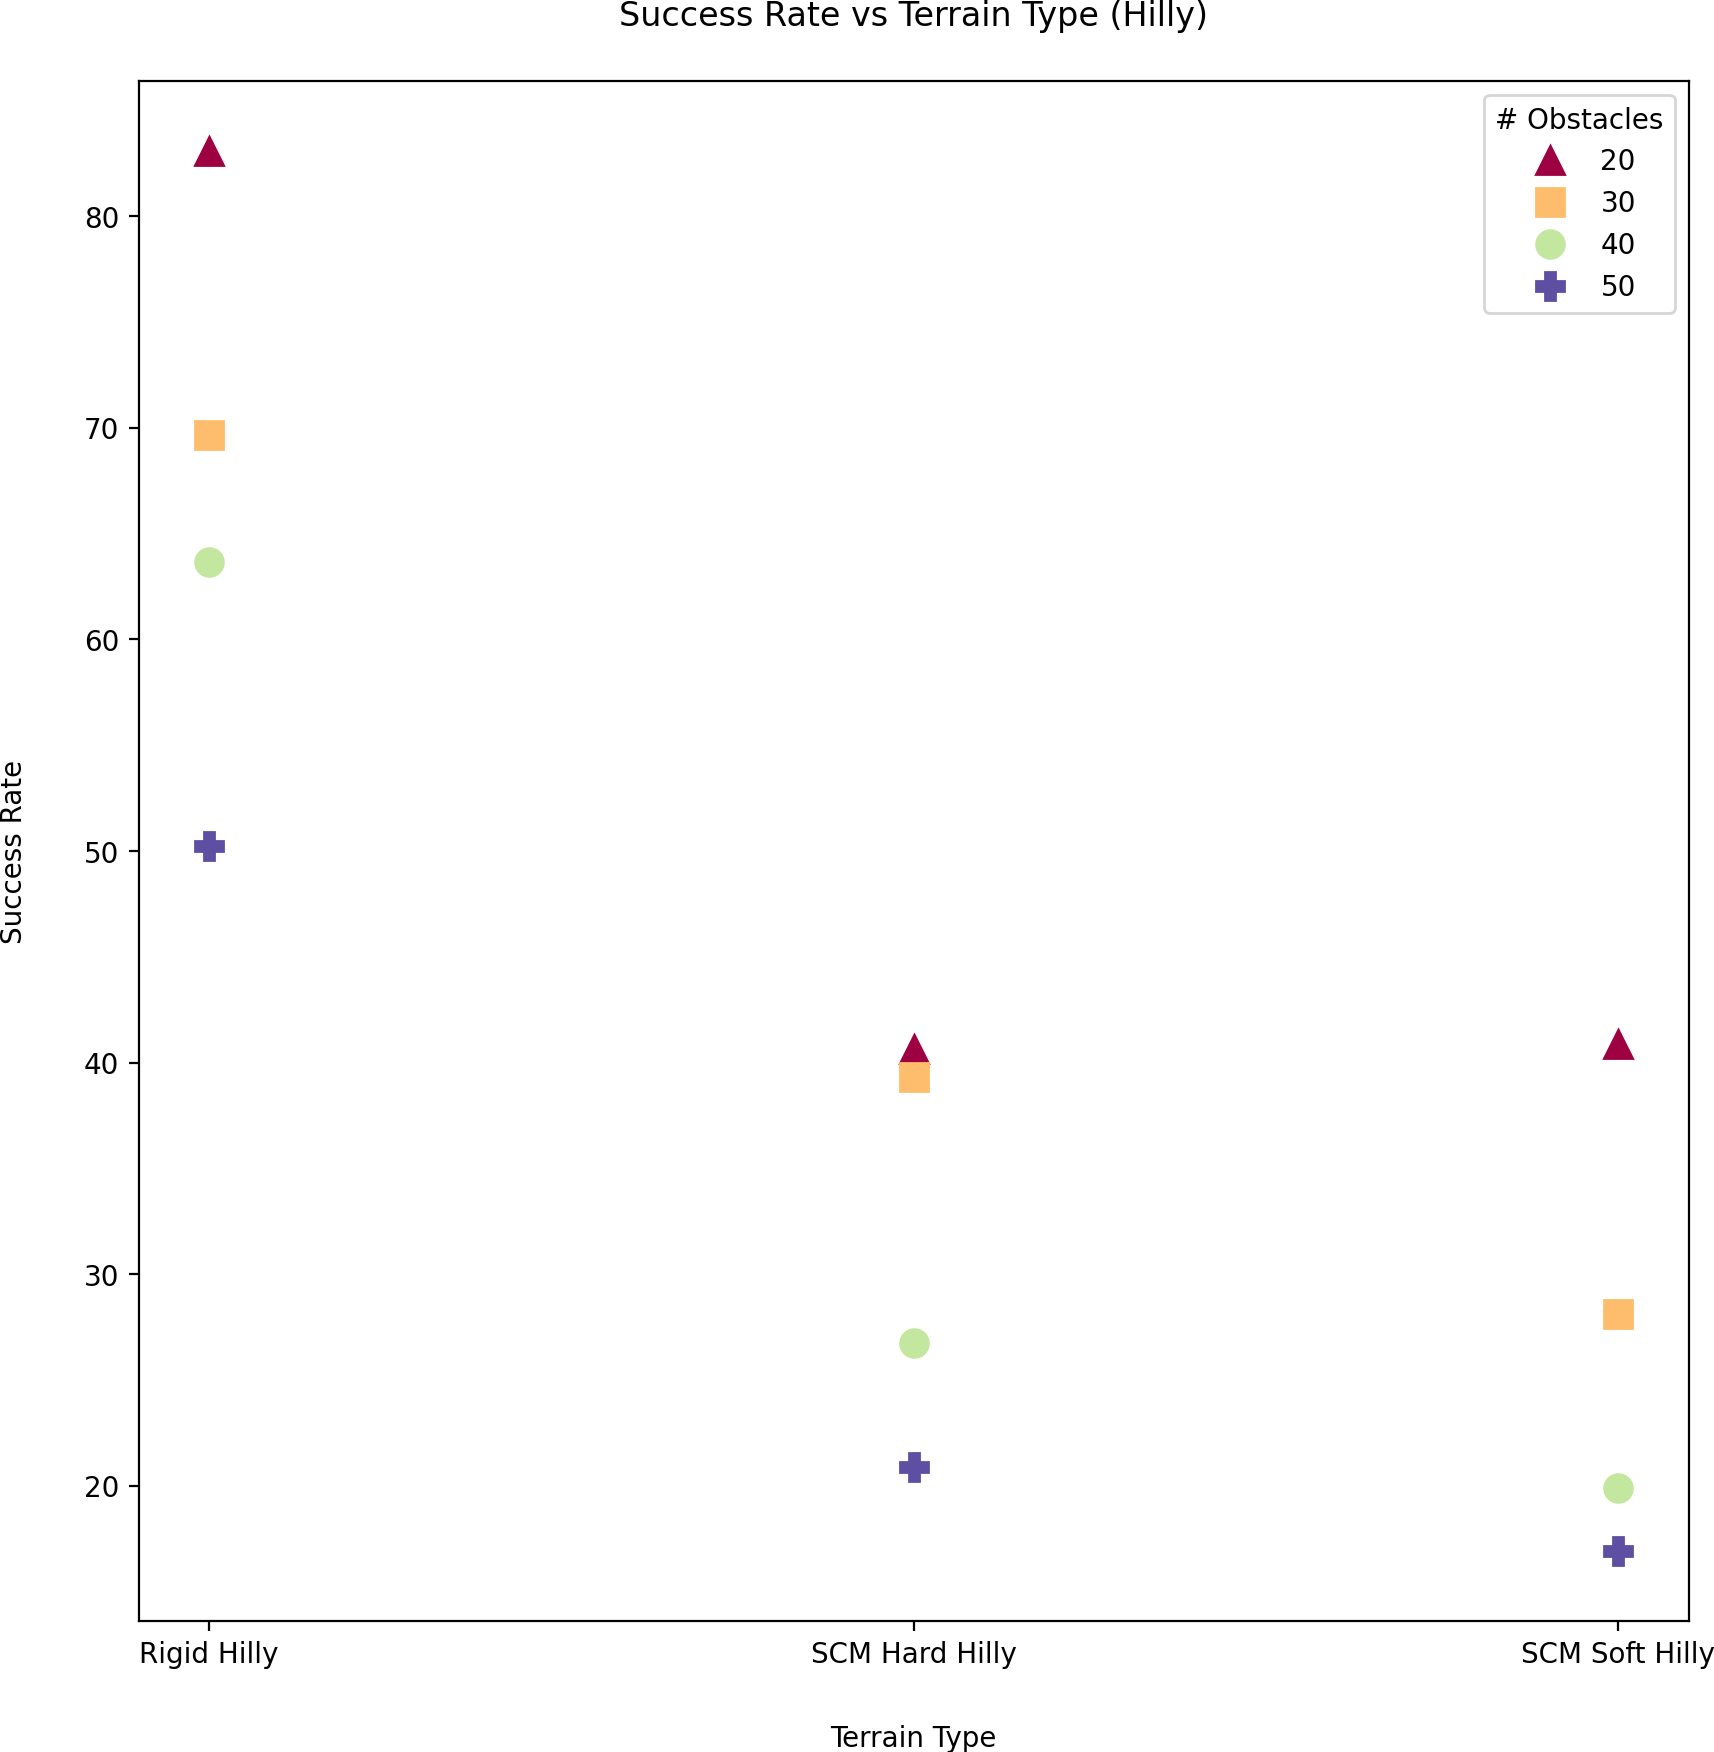 Success Rate vs Terrain Type (Hilly)
# Obstacles
20
30
40
50
80
70
60
50
40
30
20
Success Rate
Rigid Hilly
SCM Hard Hilly
SCM Soft Hilly
Terrain Type